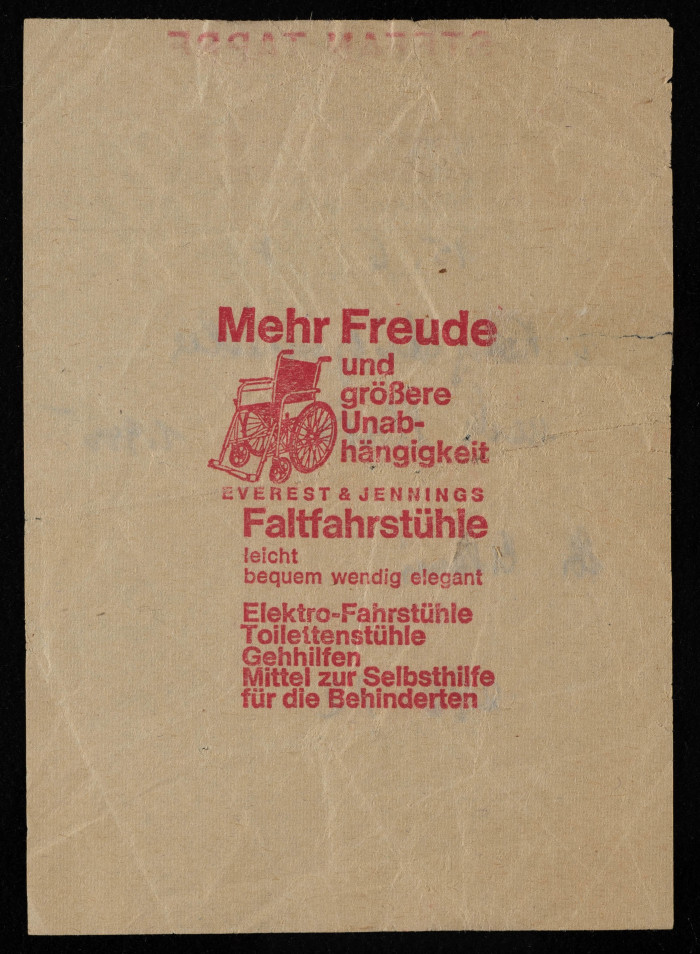 Mehr Freude
und
größere
Unab-
hängigkeit
EVEREST & JENNINGS
Faltfahrstühle
leicht
bequem wendig elegant
Elektro-Fahrstühle
Toilettenstühle
Gehhilfen
Mittel zur Selbsthilfe
für die Behinderten